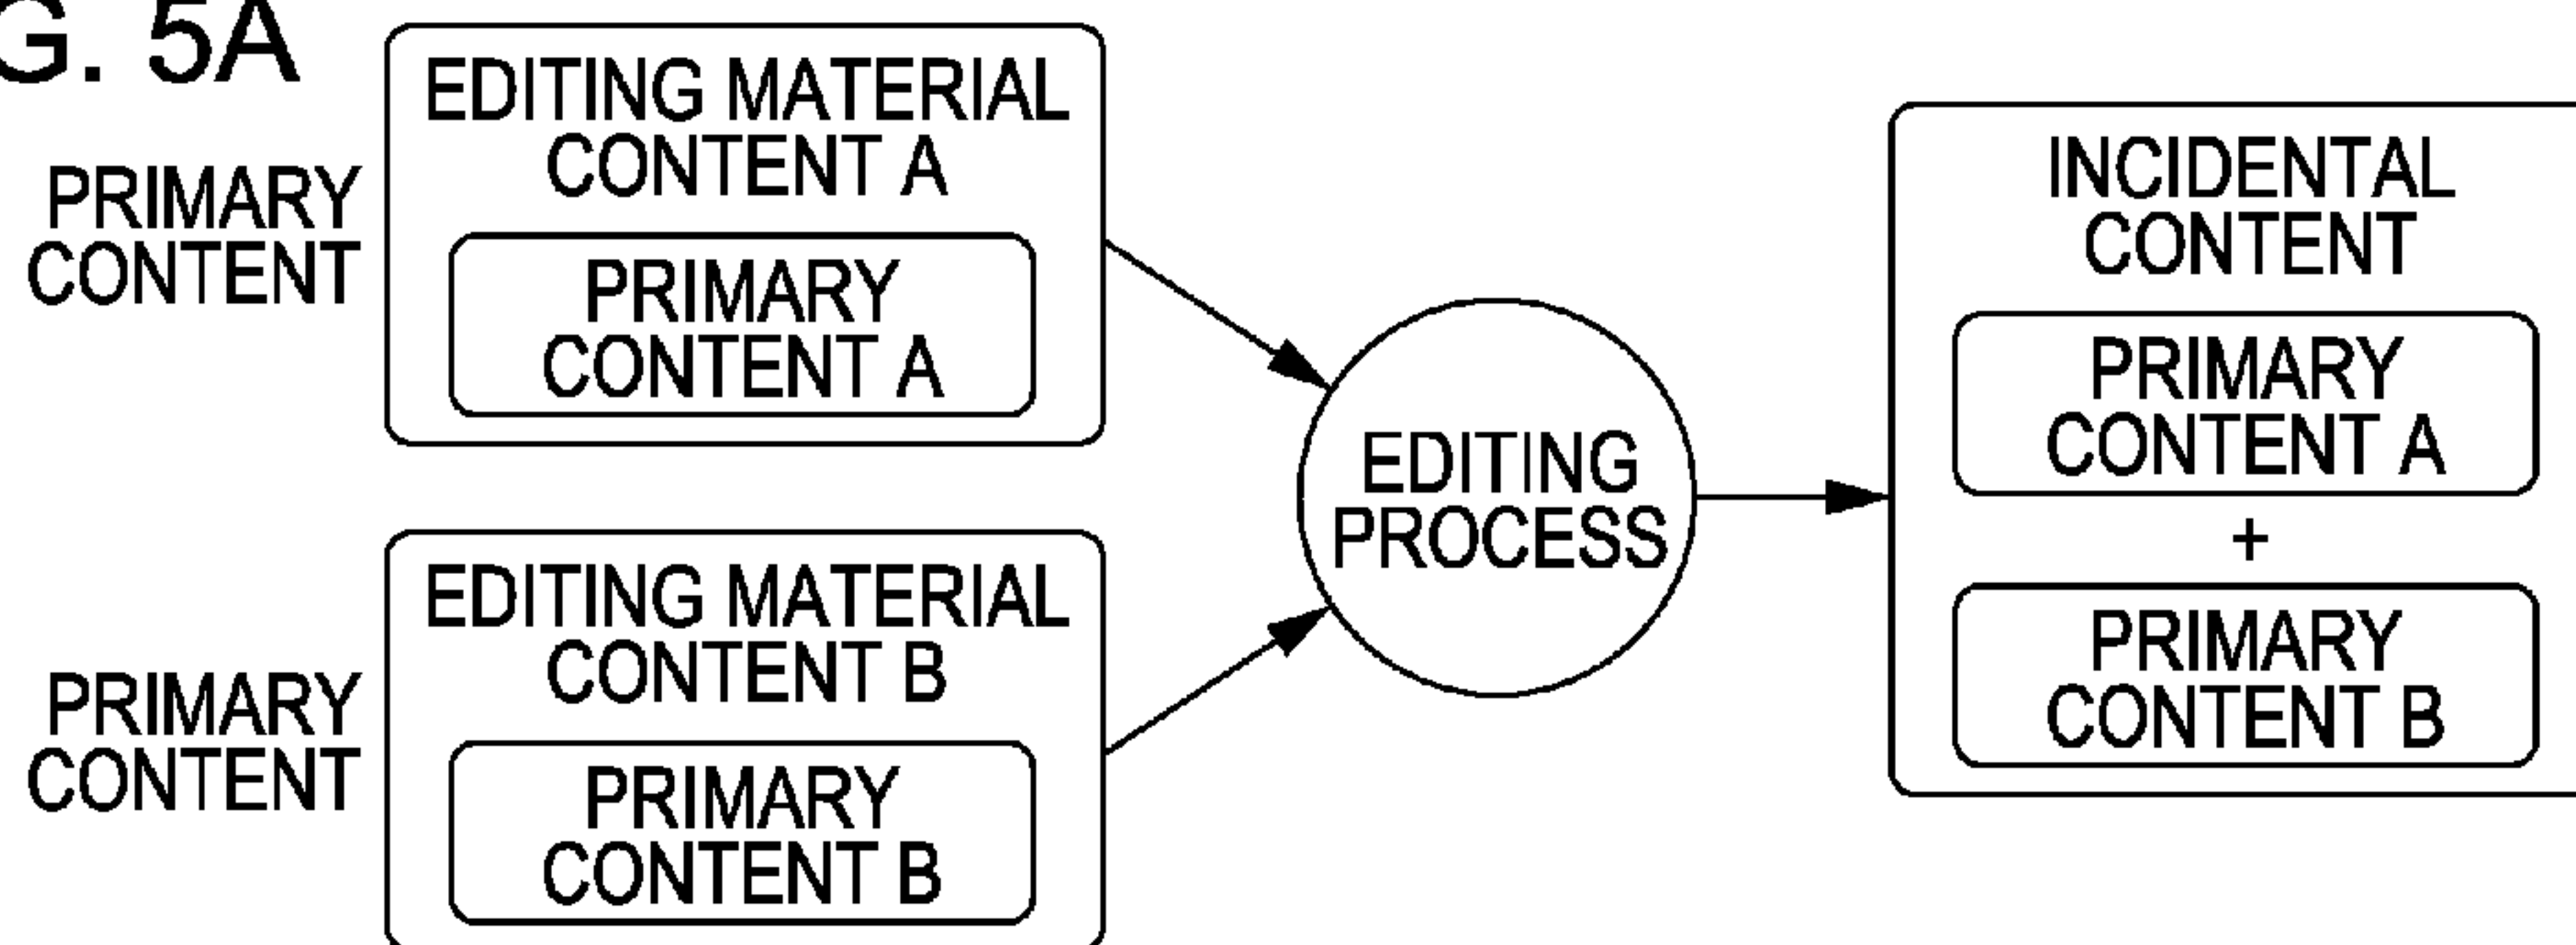 G. 5A
PRIMARY
CONTENT
EDITING MATERIAL
CONTENT A
PRIMARY
CONTENT A
PRIMARY
CONTENT
EDITING MATERIAL
CONTENT B
PRIMARY
CONTENT B
EDITING
PROCESS
INCIDENTAL
CONTENT
PRIMARY
CONTENT A
+
PRIMARY
CONTENT B